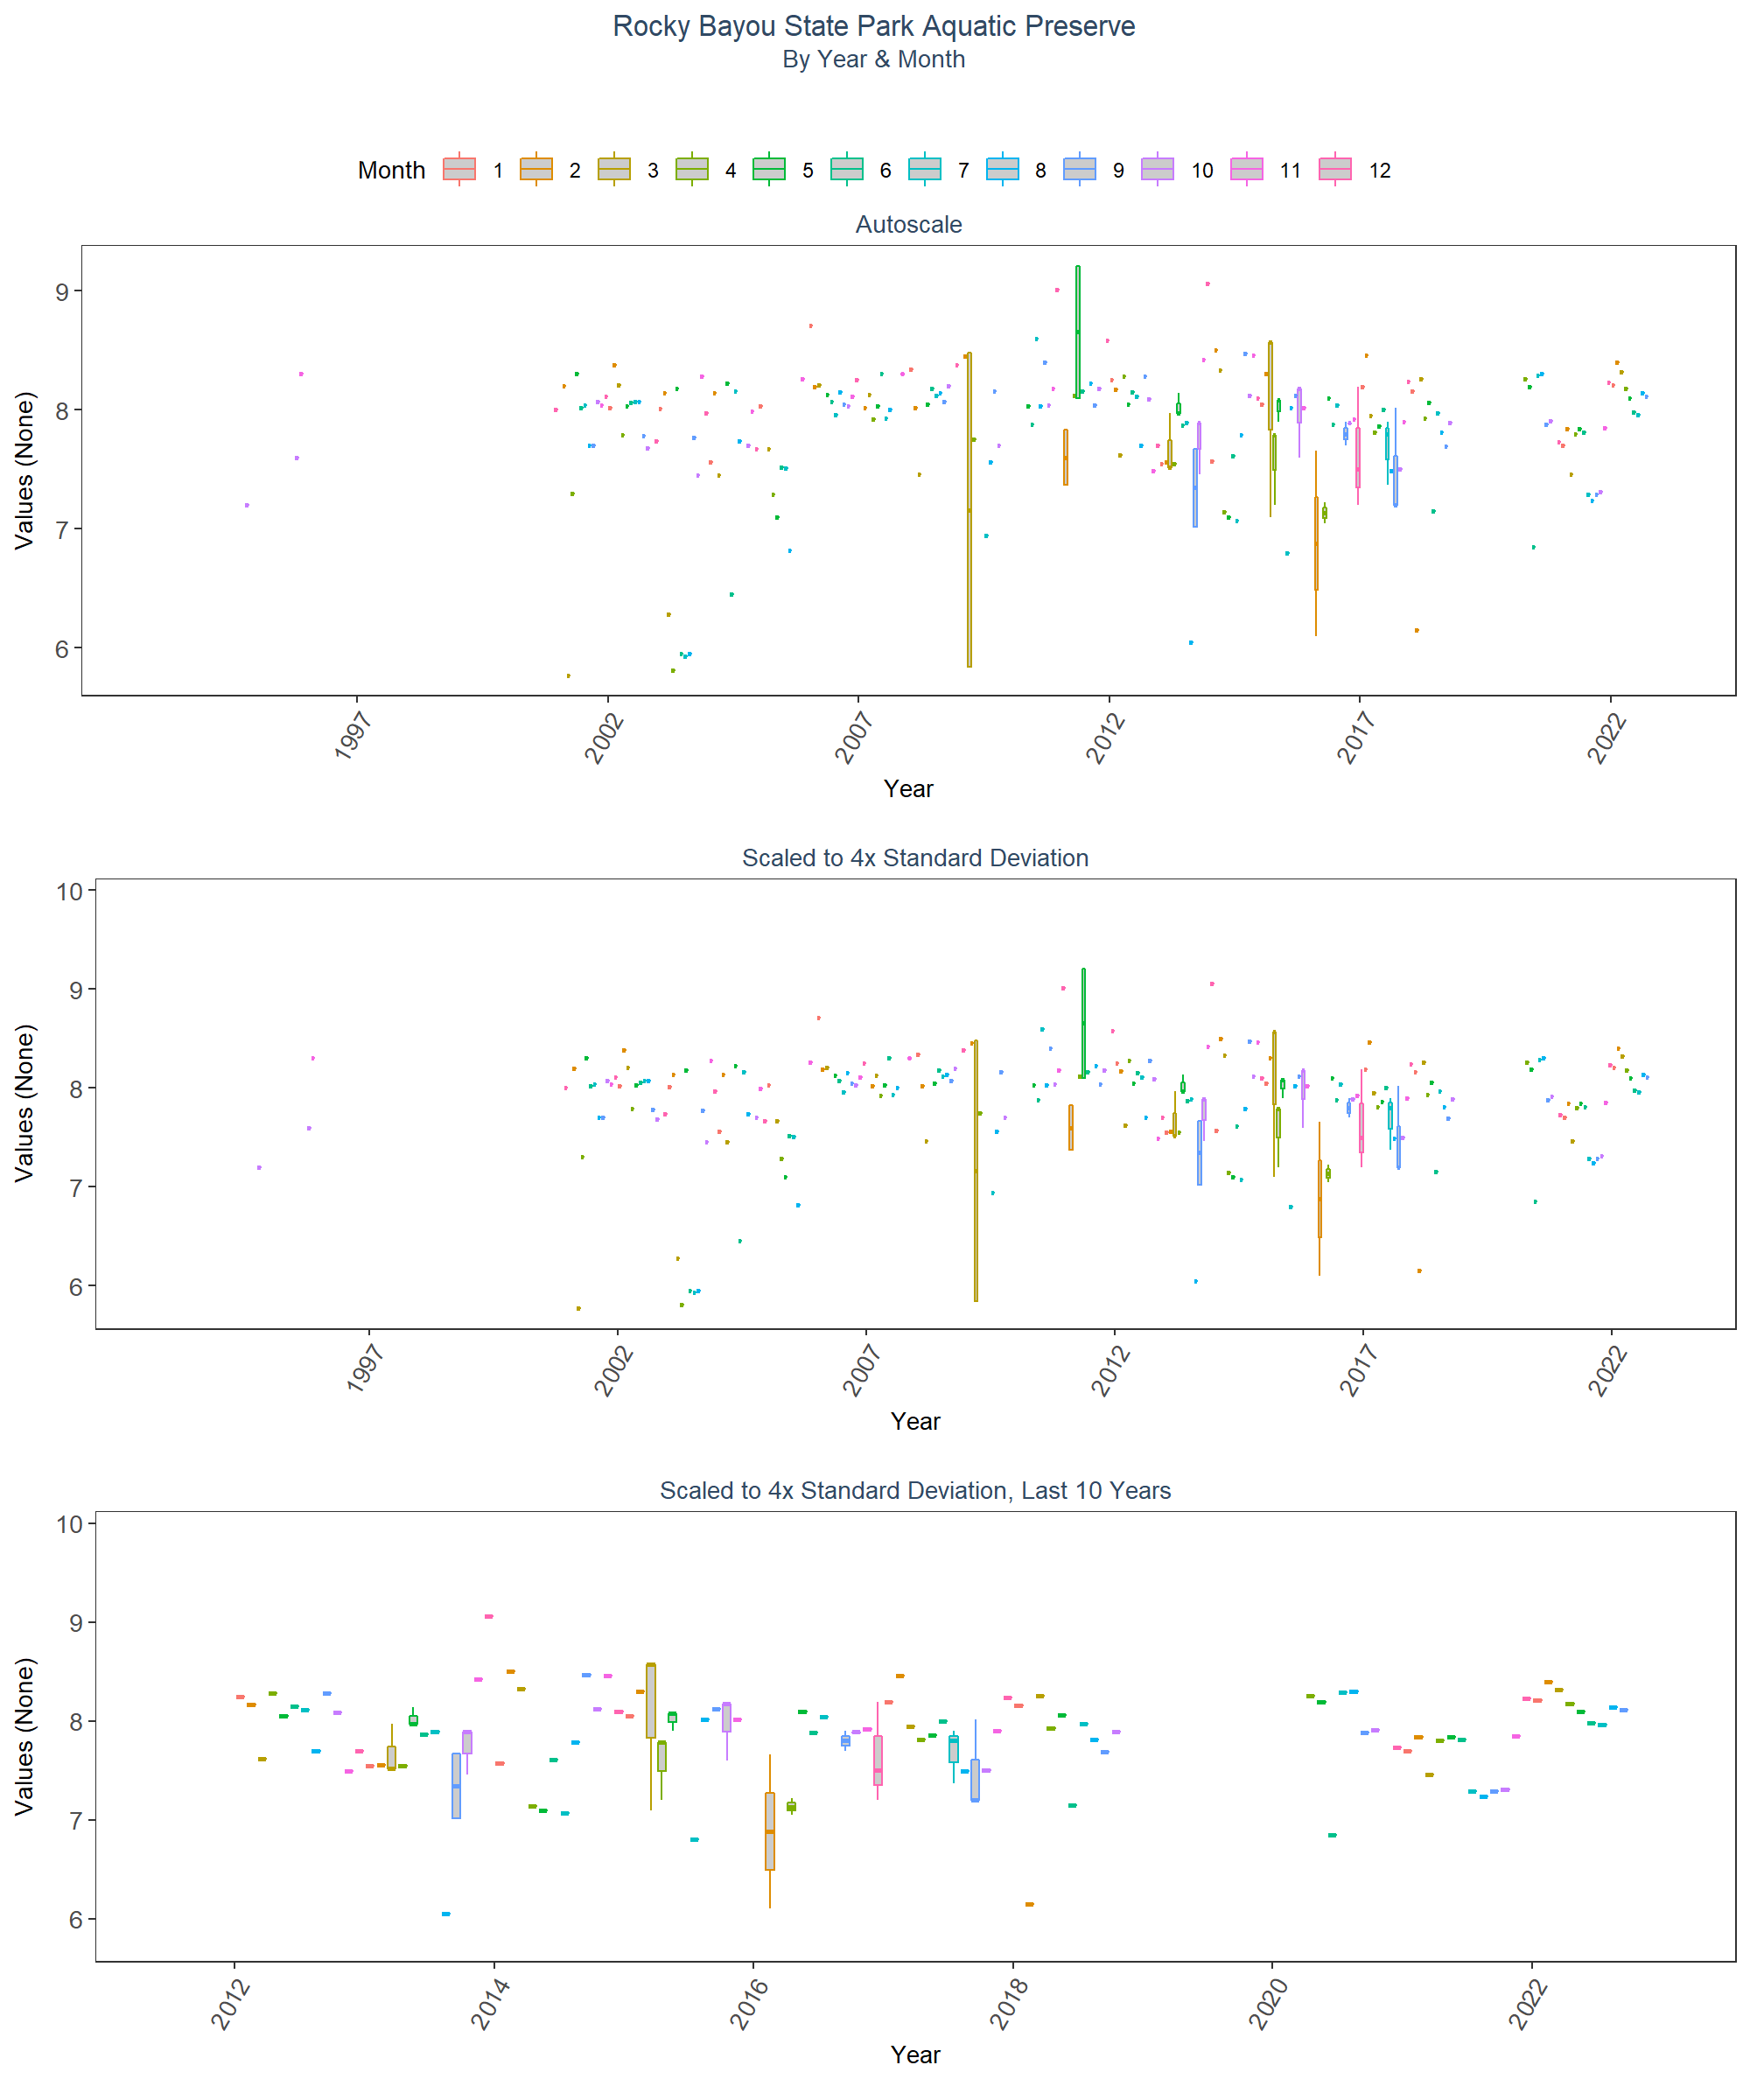 Rocky Bayou State Park Aquatic Preserve
By Year & Month
Month 1 2 3 4 5 6 7 8 9 10 11 12
Autoscale
9
8
7
6
Values (None)
1997 2002 2007 2012 2017 2022
Year
Scaled to 4x Standard Deviation
10
9
8
7
6
Values (None)
1997 2002 2007 2012 2017 2022
Year
Scaled to 4x Standard Deviation, Last 10 Years
10
9
8
7
6
Values (None)
2012 2014 2016 2018 2020 2022
Year